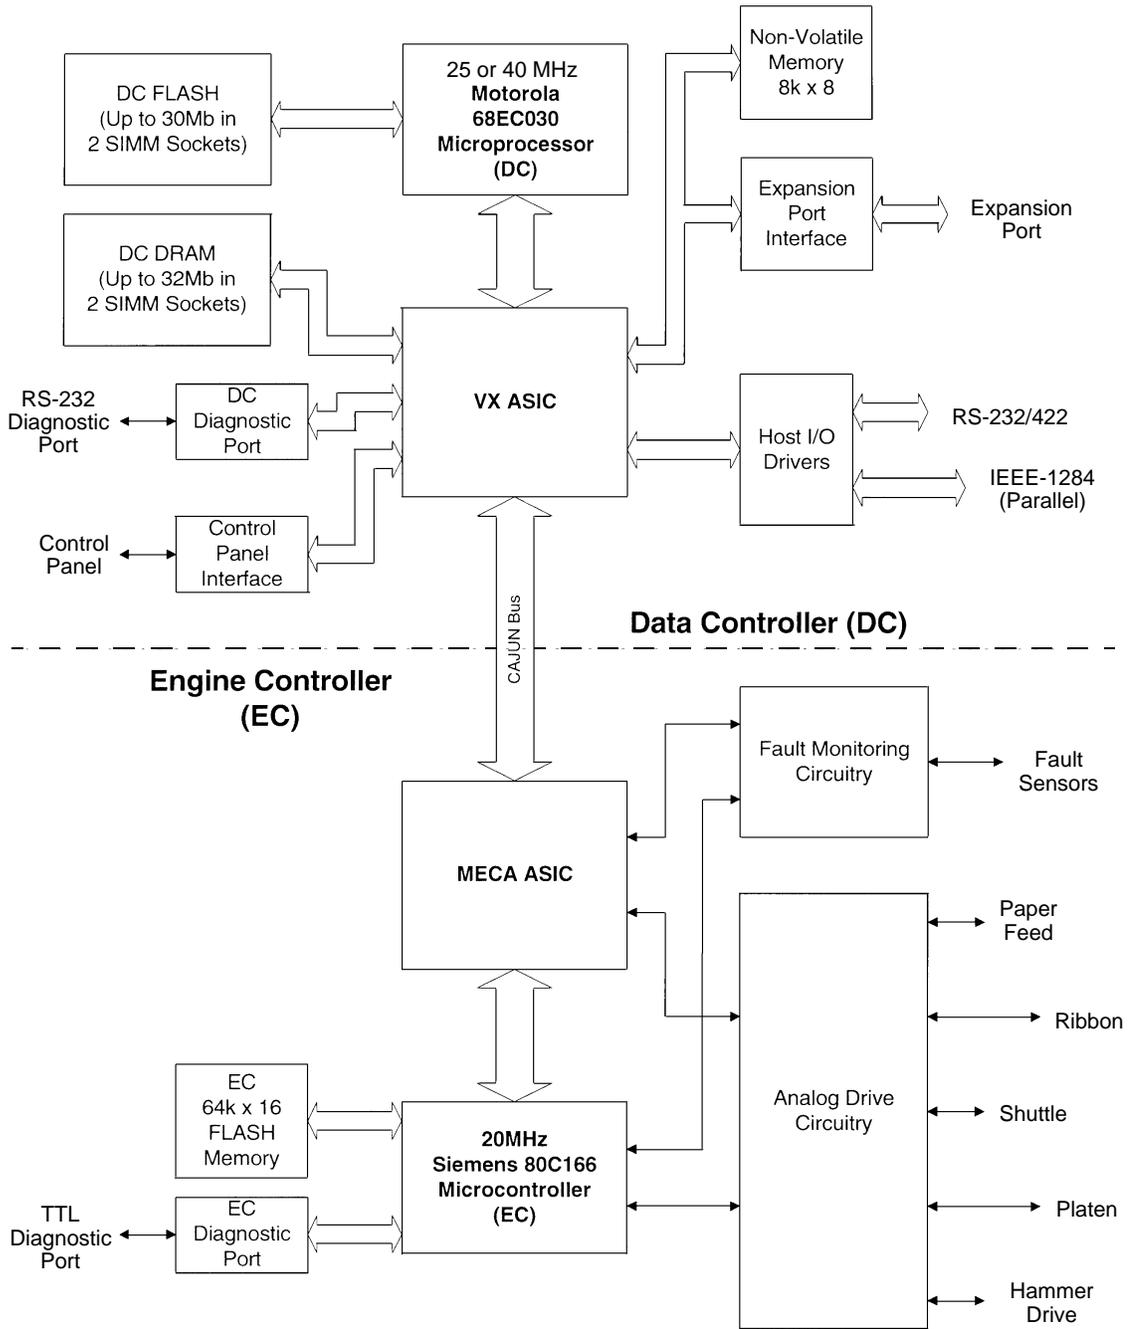 DC FLASH
(Up to 30Mb in
2 SIMM Sockets)
25 or 40 MHz
Motorola
68EC030
Microprocessor
(DC)
Non-Volatile
Memory
8k x 8
Expansion
Port
Interface
Expansion
Port
DC DRAM
(Up to 32Mb in
2 SIMM Sockets)
VX ASIC
RS-232
Diagnostic
Port
DC
Diagnostic
Port
Host I/O
Drivers
RS-232/422
IEEE-1284
(Parallel)
Control
Panel
Control
Panel
Interface
CAJUN Bus
Data Controller (DC)
Engine Controller
(EC)
Fault Monitoring
Circuitry
Fault
Sensors
MECA ASIC
Paper
Feed
Ribbon
Analog Drive
Circuitry
Shuttle
Platen
Hammer
Drive
EC
64k x 16
FLASH
Memory
20MHz
Siemens 80C166
Microcontroller
(EC)
TTL
Diagnostic
Port
EC
Diagnostic
Port